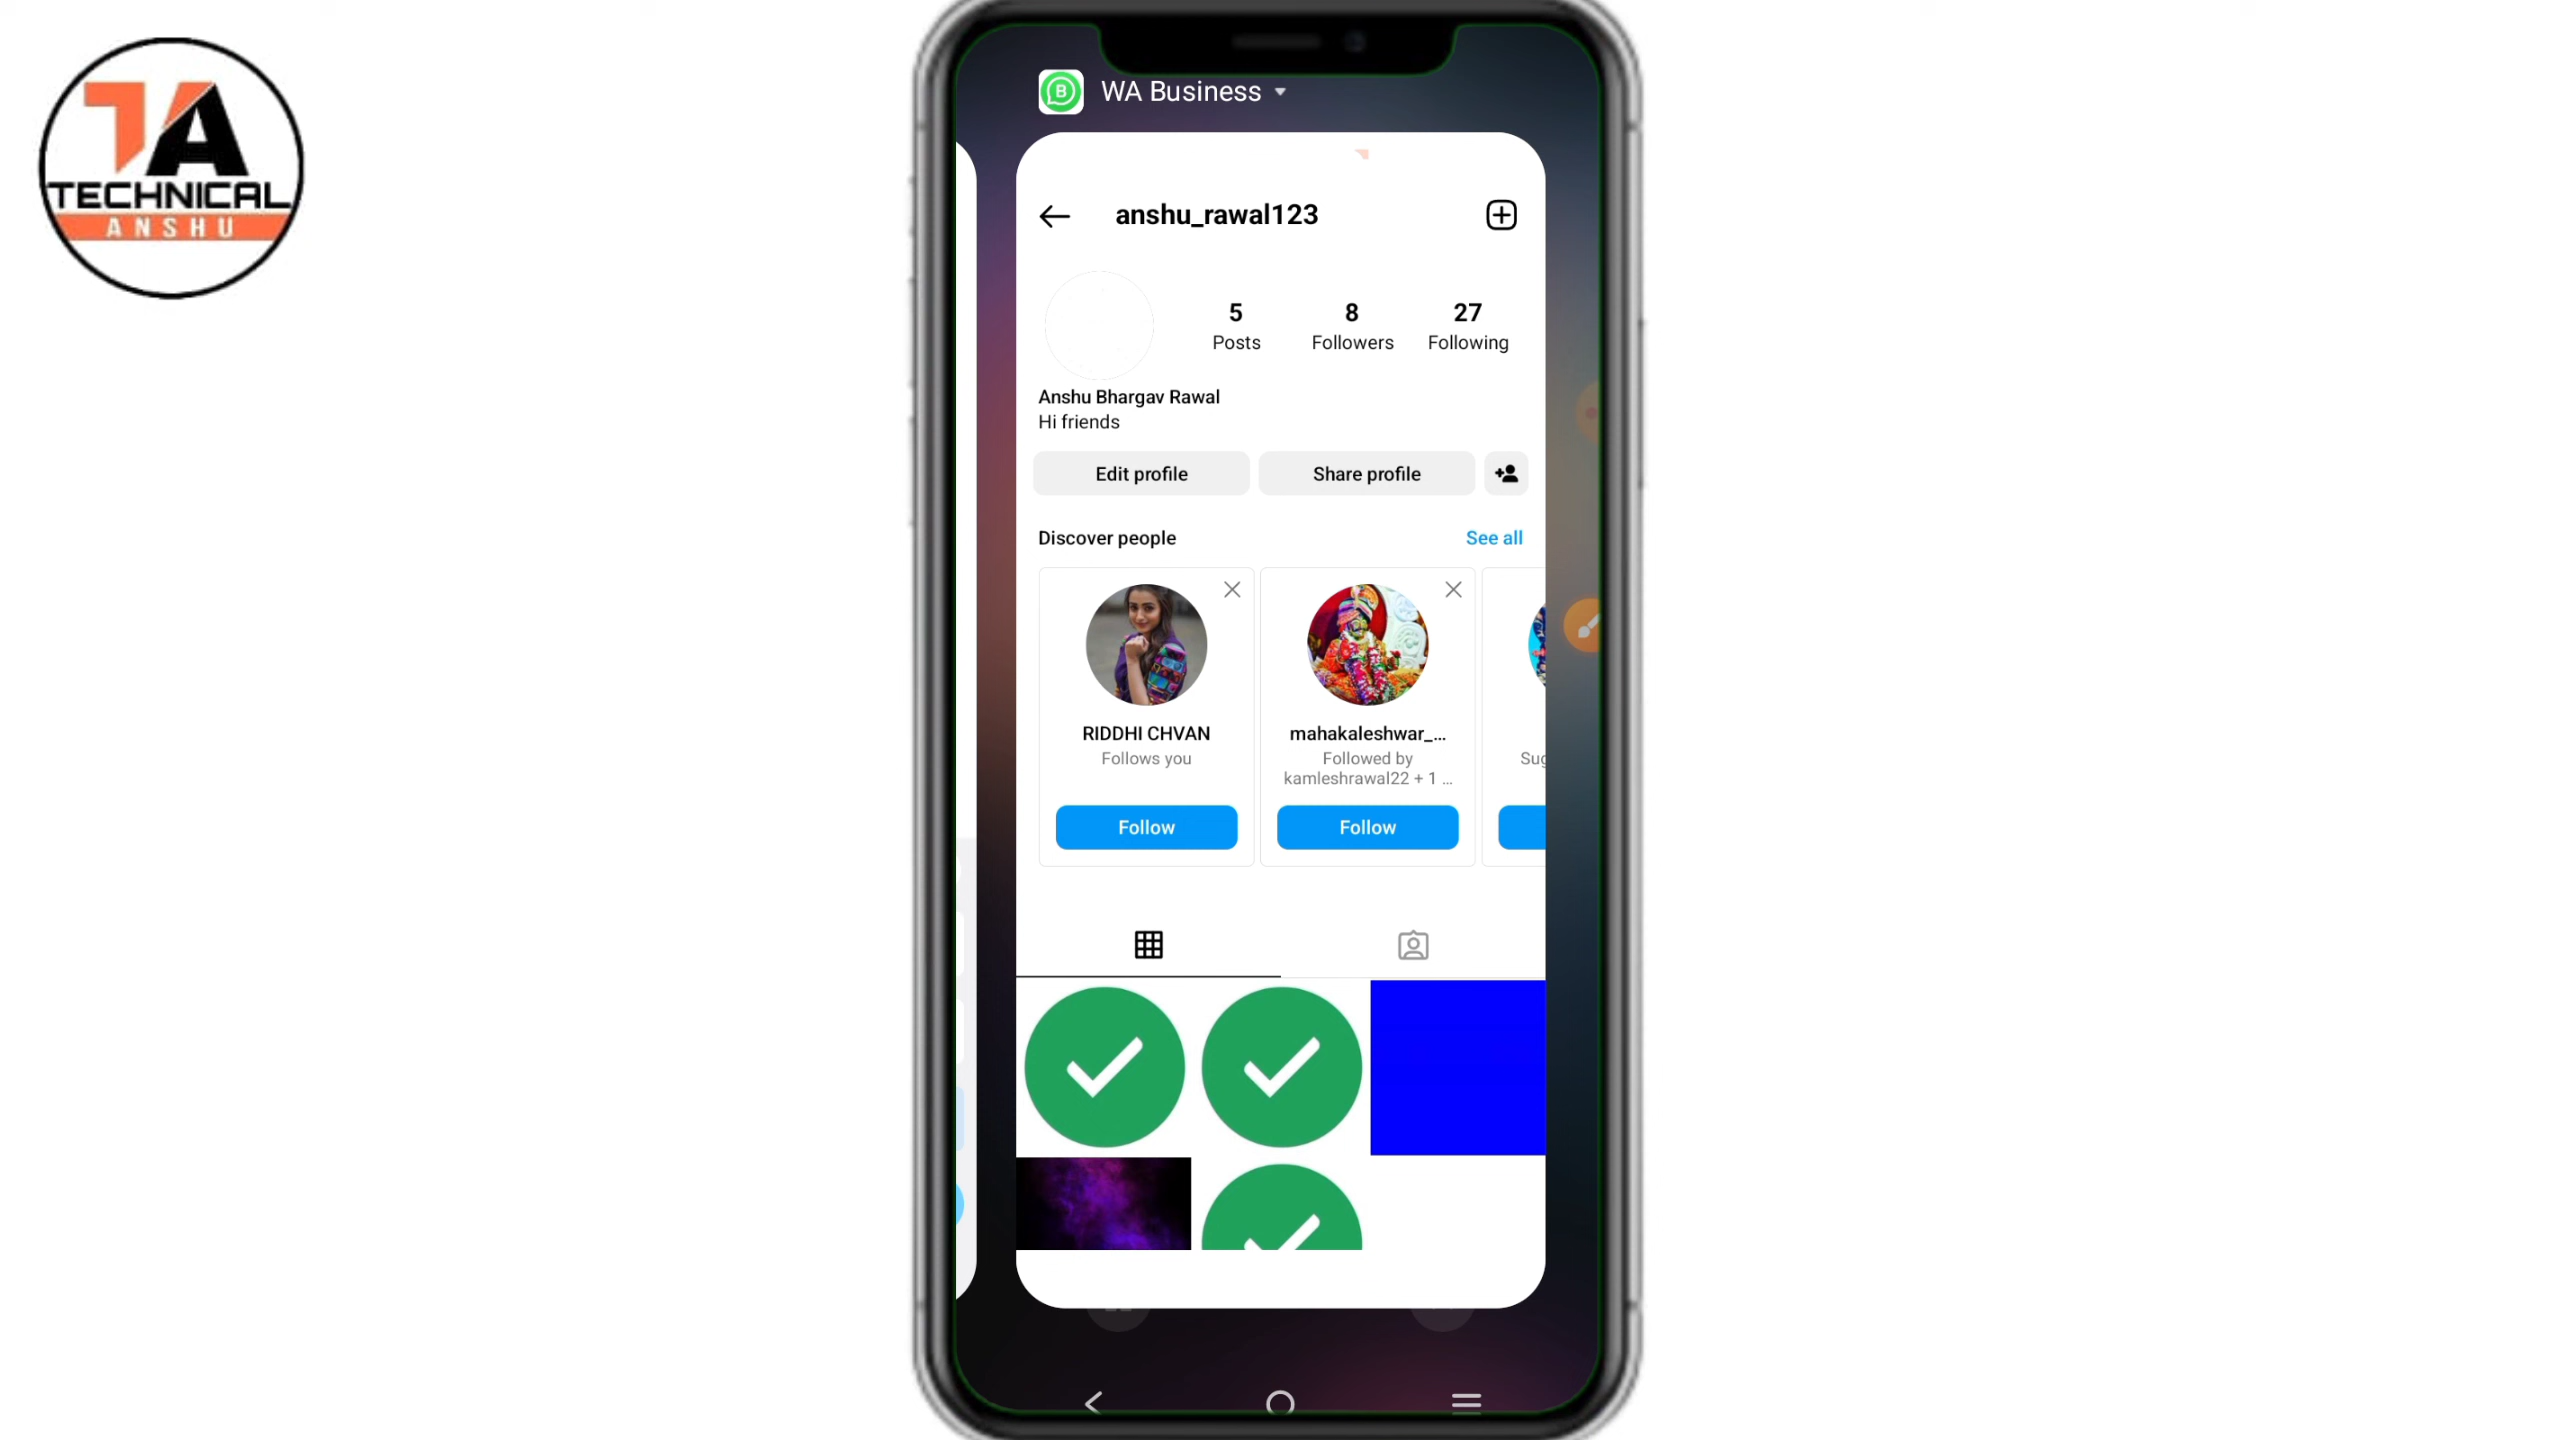 TA
TECHNICAL
ANSHU
WA Business
anshu_rawal123
5
Posts
8
Followers
27
Following
Anshu Bhargav Rawal
Hi friends
Edit profile
Share profile
Discover people
See all
RIDDHI CHVAN
Follows you
Follow
mahakaleshwar_...
Followed by
kamleshrawal22 + 1 ...
Follow